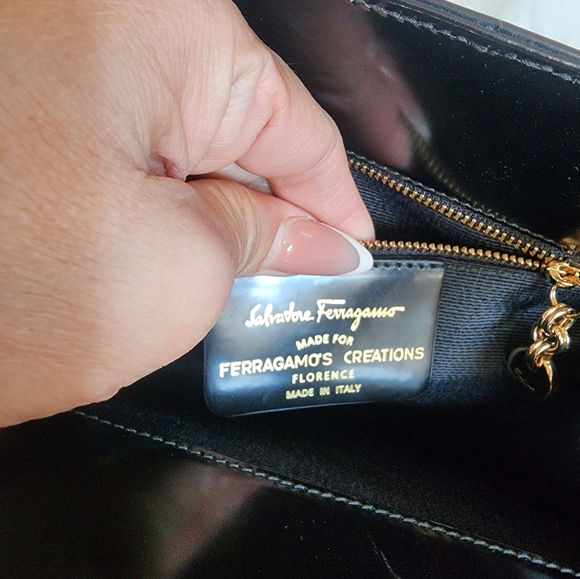 Salvatore Ferragamo
MADE FOR
FERRAGAMO'S CREATIONS
FLORENCE
MADE IN ITALY